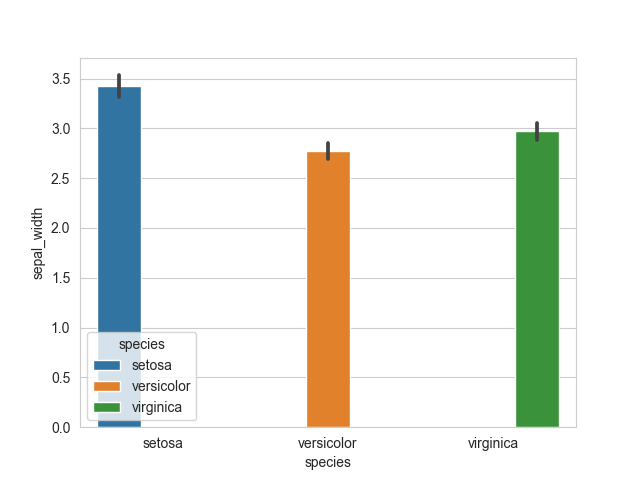 3.5
3.0
2.5
2.0
1.5
1.0
0.5
0.0
sepal_width
species
setosa
versicolor
virginica
setosa versicolor virginica
species